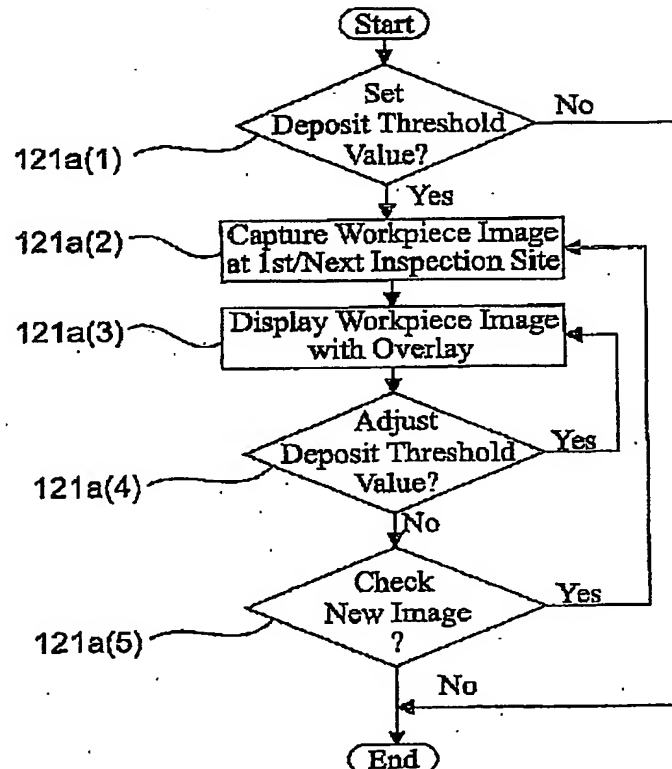 Start
Set
Deposit Threshold
Value?
No
121a(1)
Yes
121a(2)
Capture Workpiece Image
at 1st/Next Inspection Site
121a(3)
Display Workpiece Image
with Overlay
Adjust
Deposit Threshold
Value?
Yes
121a(4)
No
Check
New Image
?
Yes
121a(5)
No
End